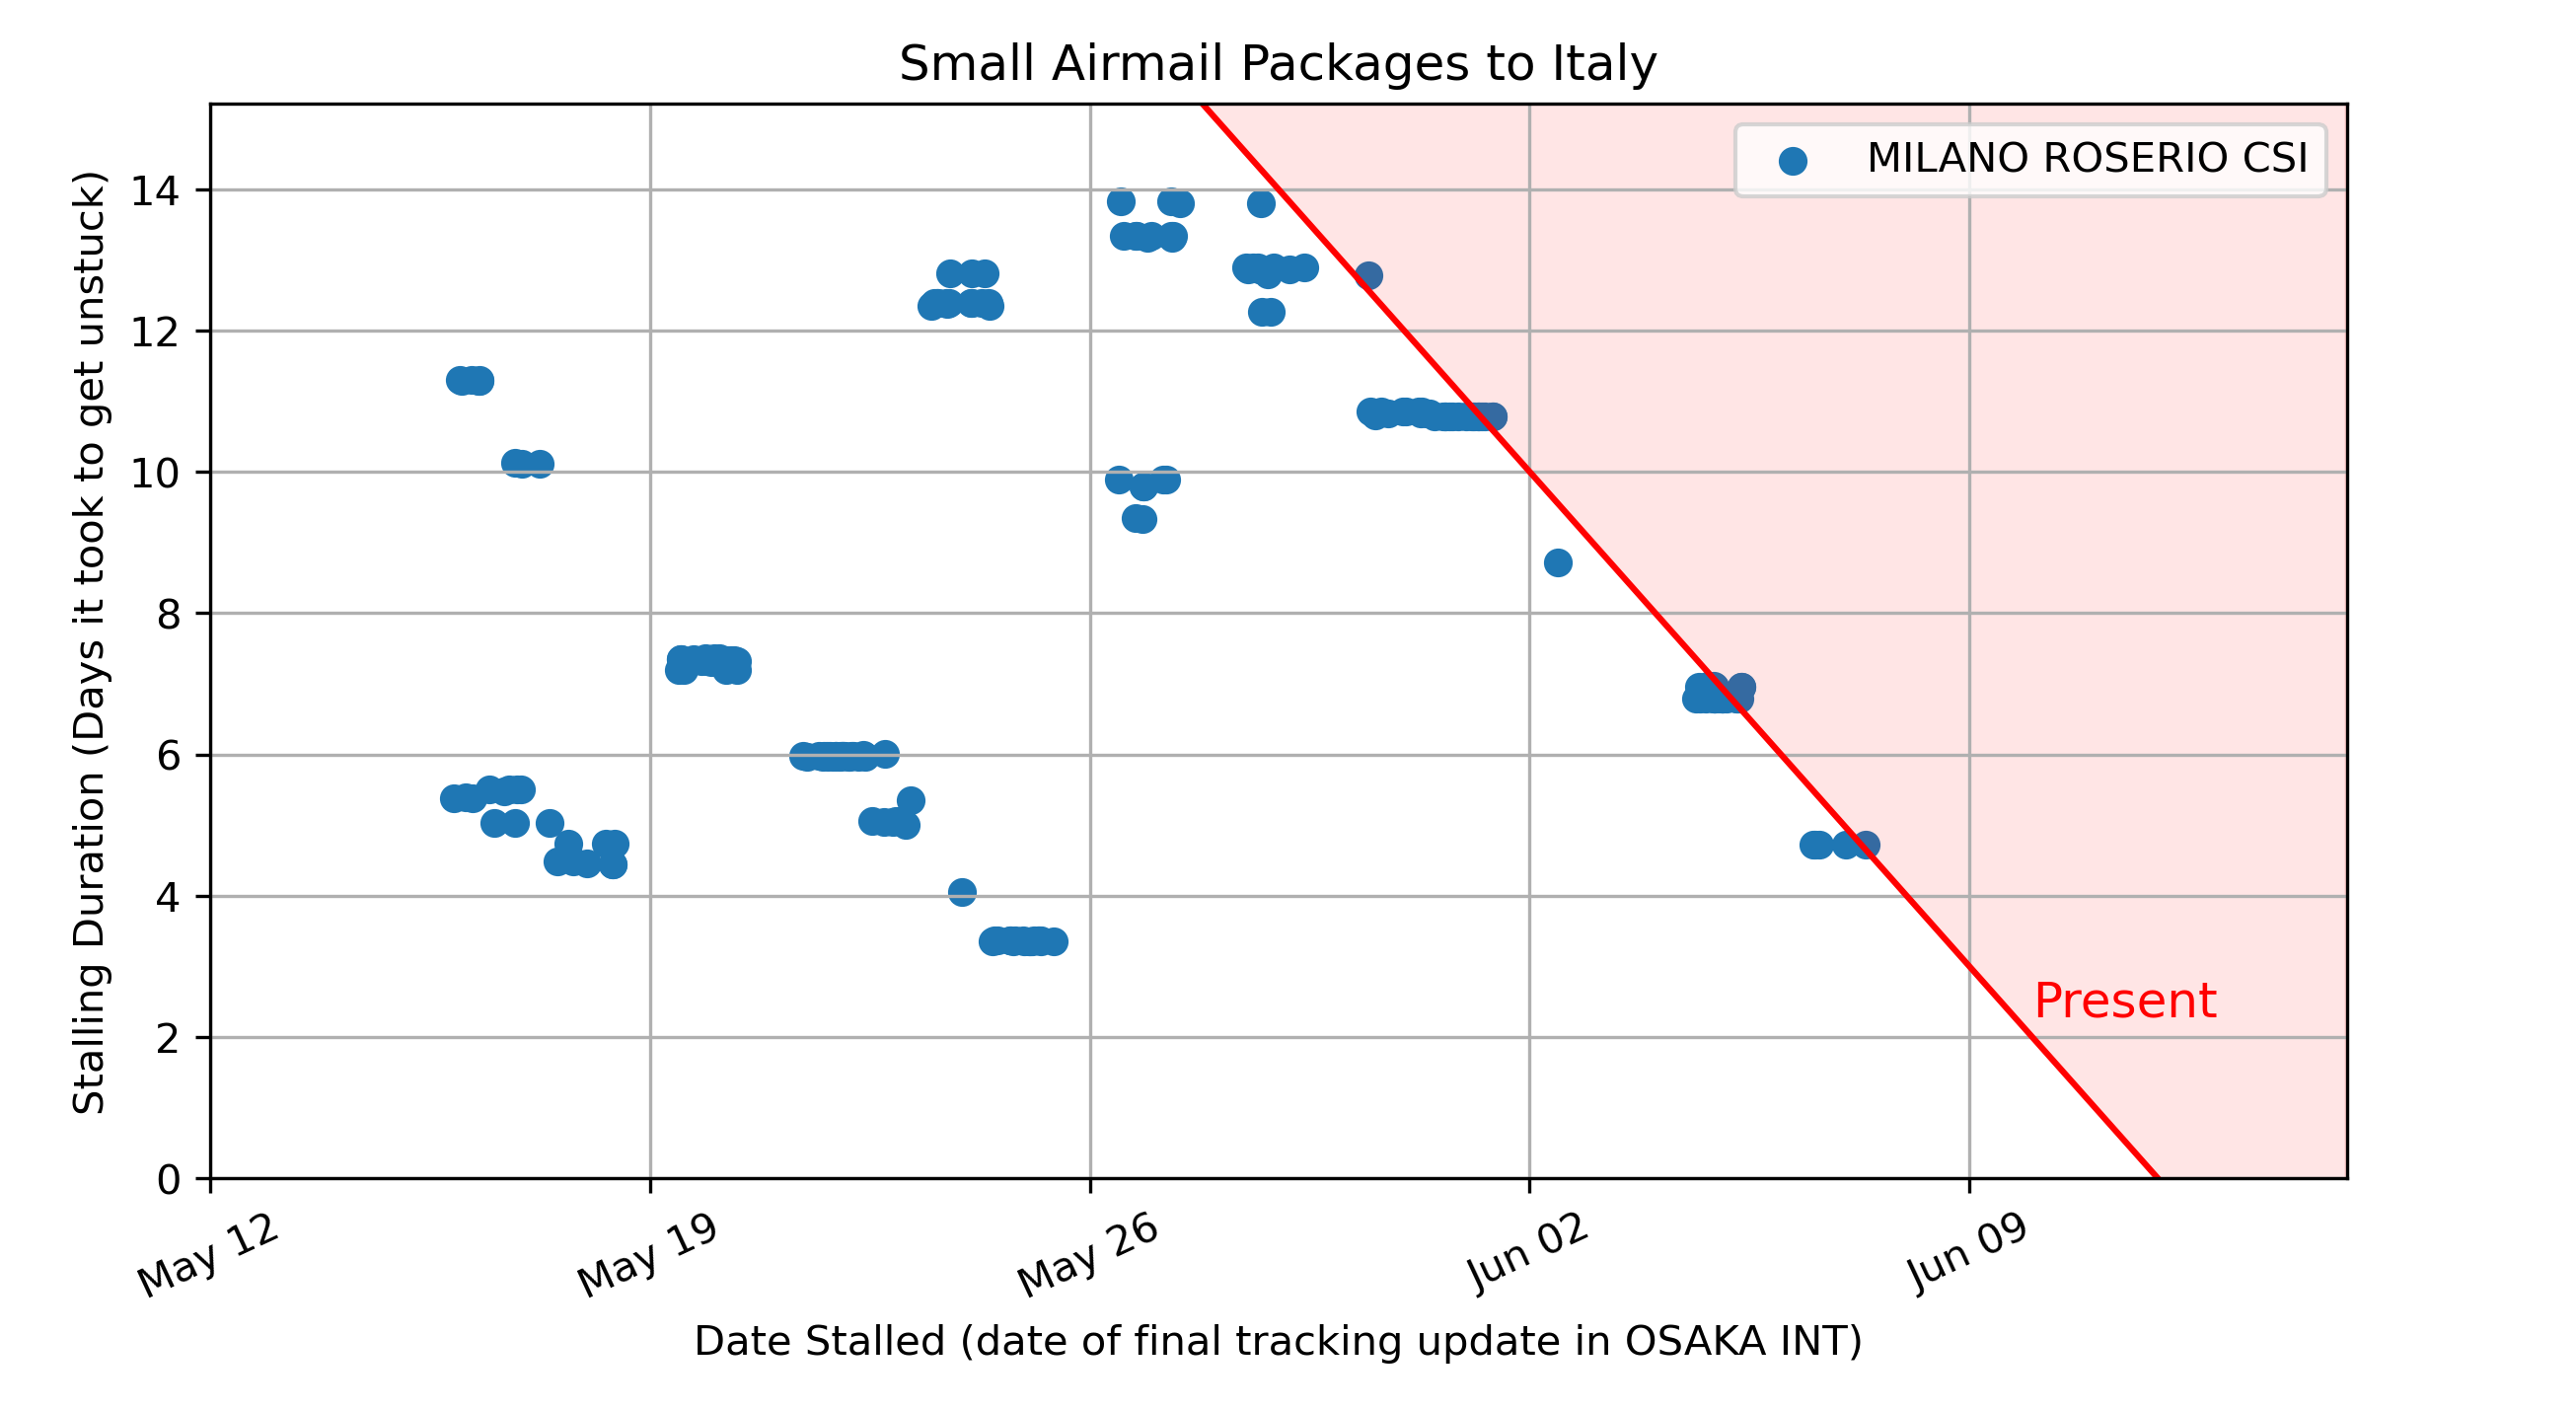 Small Airmail Packages to Italy
MILANO ROSERIO CSI
Stalling Duration (Days it took to get unstuck)
14
12
10
8
6
4
2
0
Present
May 12
May 19
May 26
Jun 02
Jun 09
Date Stalled (date of final tracking update in OSAKA INT)